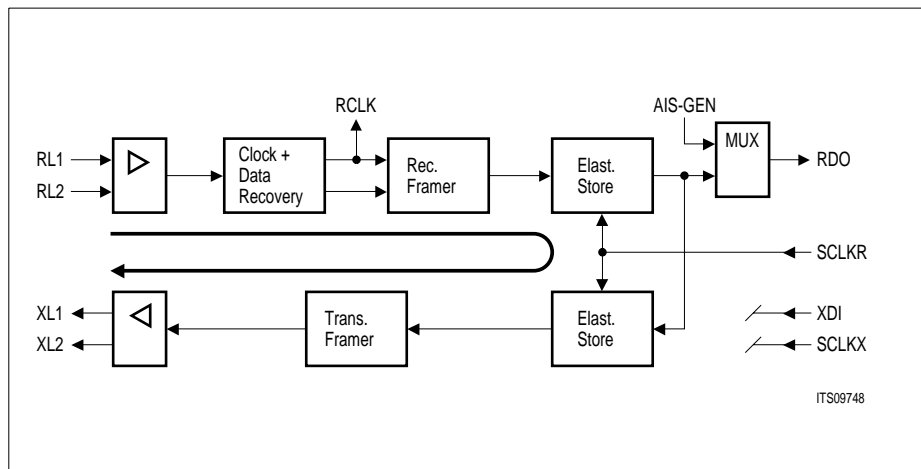 RCLK
AIS-GEN
MUX
RL1
RL2
Clock +
Data
Recovery
Rec.
Framer
Elast.
Store
RDO
SCLKR
XL1
XL2
Trans.
Framer
Elast.
Store
XDI
SCLKX
ITS09748